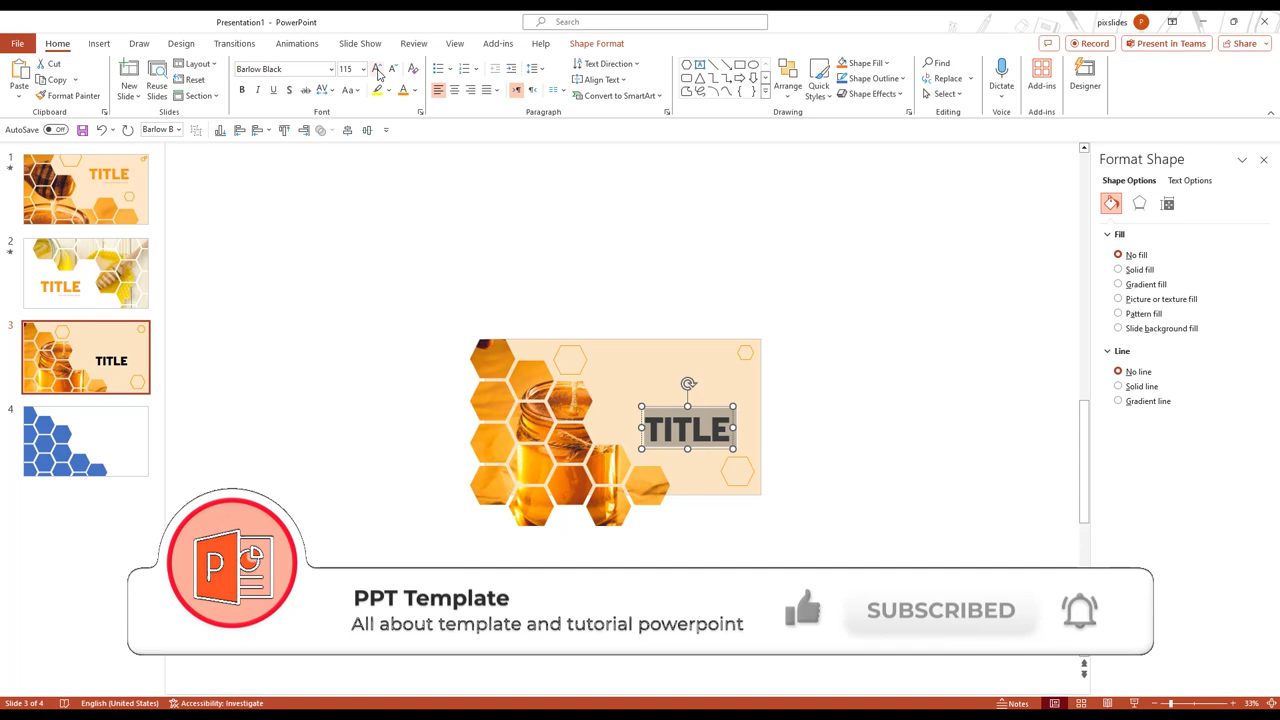 Presentation1 - PowerPoint
Search
pixslides
P
File
Home
Insert
Draw
Design
Transitions
Animations
Slide Show
Review
View
Add-ins
Help
Shape Format
Record
Present in Teams
Share
Paste
Cut
Copy
Format Painter
Clipboard
New
Slide
Reuse
Slides
Layout
Reset
Section
Slides
Barlow Black
115
Font
Text Direction
Align Text
Convert to SmartArt
Paragraph
Arrange
Quick
Styles
Shape Fill
Shape Outline
Shape Effects
Drawing
Find
Replace
Select
Editing
Dictate
Voice
Add-ins
Add-ins
Designer
AutoSave
Off
Barlow B
1
TITLE
2
TITLE
3
TITLE
4
TITLE
Format Shape
Shape Options
Text Options
Fill
No fill
Solid fill
Gradient fill
Picture or texture fill
Pattern fill
Slide background fill
Line
No line
Solid line
Gradient line
PPT Template
All about template and tutorial powerpoint
SUBSCRIBED
Slide 3 of 4
English (United States)
Accessibility: Investigate
Notes
33%